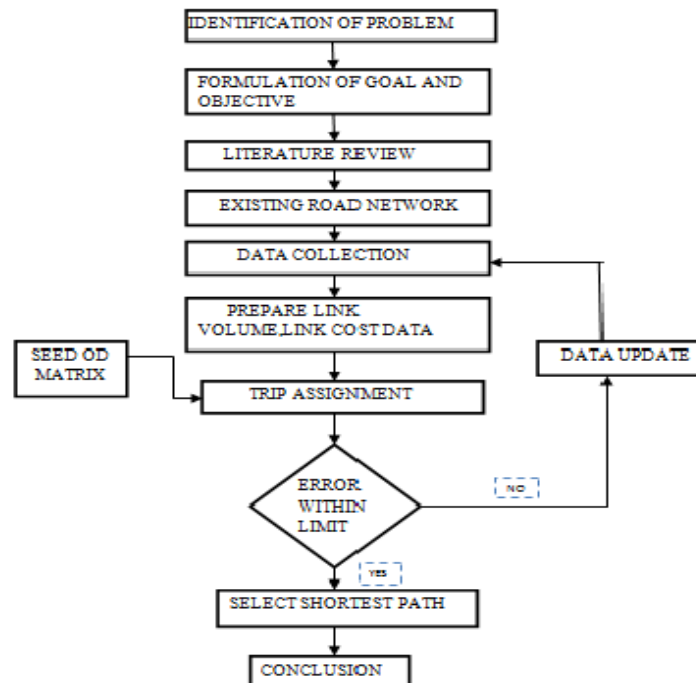 IDENTIFICATION OF PROBLEM
FORMULATION OF GOAL AND
OBJECTIVE
LITERATURE REVIEW
EXISTING ROAD NETWORK
DATA COLLECTION
PREPARE LINK
VOLUME,LINK COST DATA
SEED OD
MATRIX
DATA UPDATE
TRIP ASSIGNMENT
ERROR
WITHIN
LIMIT
NO
YES
SELECT SHORTEST PATH
CONCLUSION